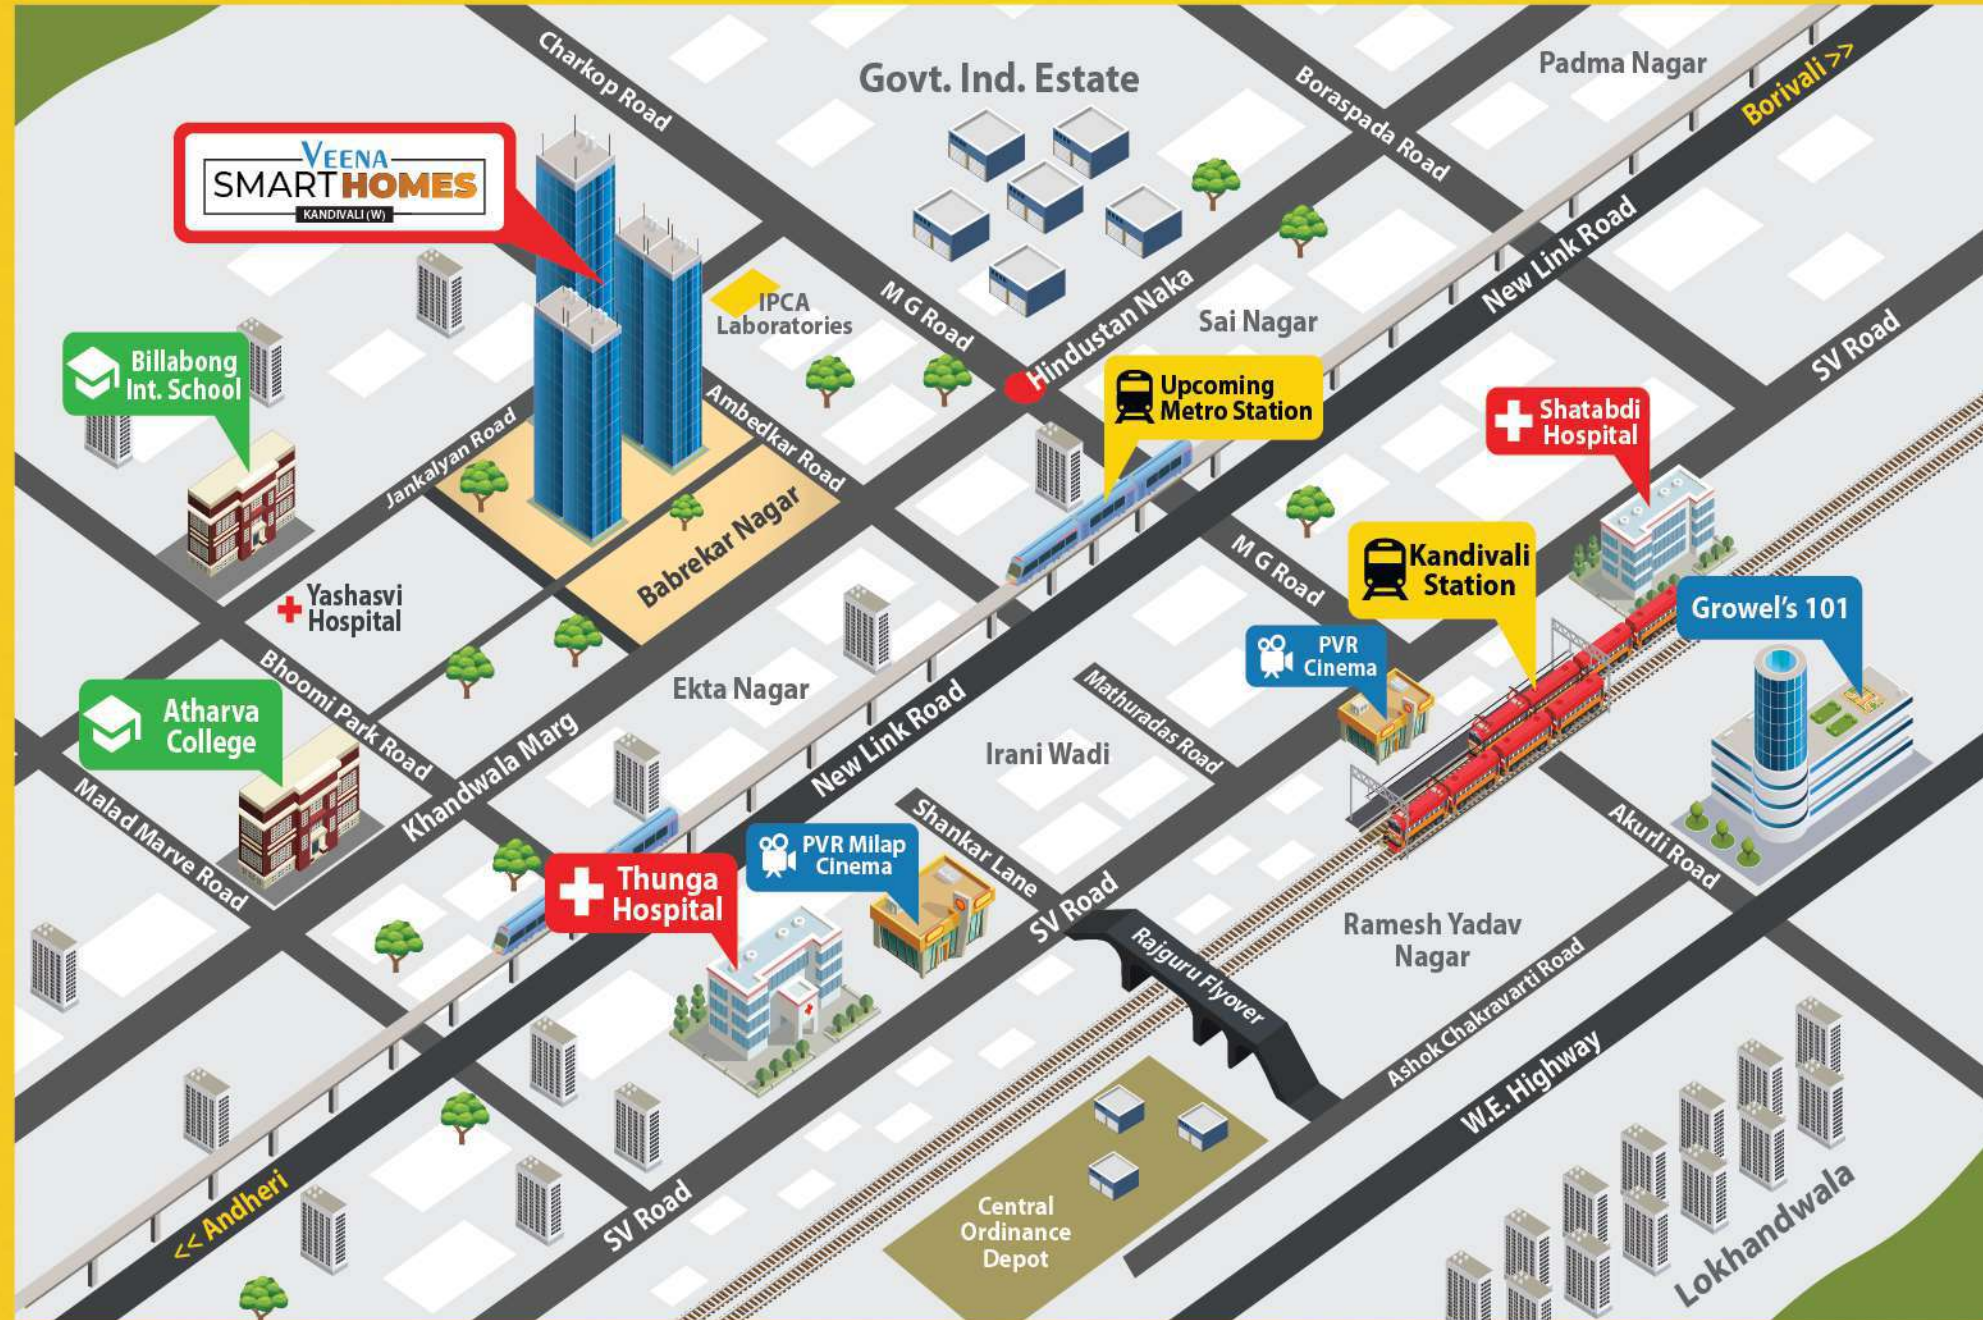 Charkop Road
Govt. Ind. Estate
Padma Nagar
Borivali >>
Boraspada Road
VEENA
SMART HOMES
KANDIVALI (W)
IPCA
Laboratories
M G Road
Hindustan Naka
Sai Nagar
New Link Road
SV Road
Billabong
Int. School
Jankalyan Road
Ambedkar Road
Upcoming
Metro Station
Shatabdi
Hospital
Babrekar Nagar
M G Road
Kandivali
Station
Yashasvi
Hospital
Growel's 101
PVR
Cinema
Bhoomi Park Road
Ekta Nagar
Mathuradas Road
Atharva
College
Irani Wadi
New Link Road
Khandwala Marg
Malad Marve Road
Shankar Lane
Akurli Road
PVR Milap
Cinema
Thunga
Hospital
SV Road
Rajguru Flyover
Ramesh Yadav
Nagar
Ashok Chakravarti Road
W.E. Highway
<< Andheri
SV Road
Central
Ordinance
Depot
Lokhandwala